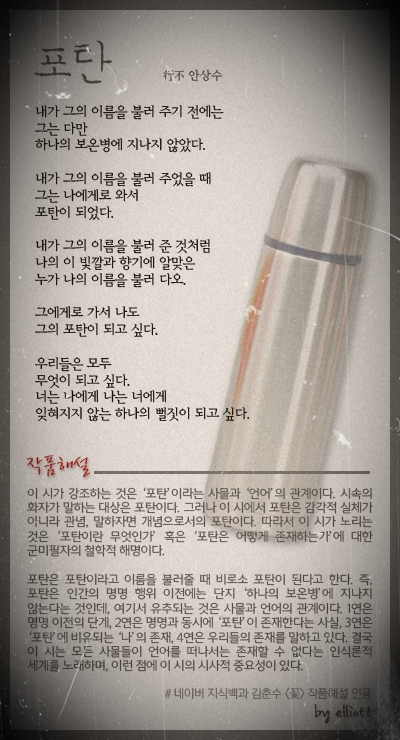 포탄
行不 안상수
내가 그의 이름을 불러 주기 전에는
그는 다만
하나의 보온병에 지나지 않았다.
내가 그의 이름을 불러 주었을 때
그는 나에게로 와서
포탄이 되었다.
내가 그의 이름을 불러 준 것처럼
나의 이 빛깔과 향기에 알맞은
누가 나의 이름을 불러 다오.
그에게로 가서 나도
그의 포탄이 되고 싶다.
우리들은 모두
무엇이 되고 싶다.
너는 나에게 나는 너에게
잊혀지지 않는 하나의 뻘짓이 되고 싶다.
작품해설
이 시가 강조하는 것은 ‘포탄’이라는 사물과 ‘언어’의 관계이다. 시속의
화자가 말하는 대상은 포탄이다. 그러나 이 시에서 포탄은 감각적 실체가
아니라 관념, 말하자면 개념으로서의 포탄이다. 따라서 이 시가 노리는
것은 ‘포탄이란 무엇인가’ 혹은 ‘포탄은 어떻게 존재하는가’에 대한
군미필자의 철학적 해명이다.
포탄은 포탄이라고 이름을 불러줄 때 비로소 포탄이 된다고 한다. 즉,
포탄은 인간의 명명 행위 이전에는 단지 ‘하나의 보온병’에 지나지
않는다는 것인데, 여기서 유추되는 것은 사물과 언어의 관계이다. 1연은
명명 이전의 단계, 2연은 명명과 동시에 ‘포탄’이 존재한다는 사실, 3연은
‘포탄’에 비유되는 ‘나’의 존재, 4연은 우리들의 존재를 말하고 있다. 결국
이 시는 모든 사물들이 언어를 떠나서는 존재할 수 없다는 인식론적
세계를 노래하며, 이런 점에 이 시의 시사적 중요성이 있다.
# 네이버 지식백과 김춘수 〈꽃〉 작품해설 인용
by elliott